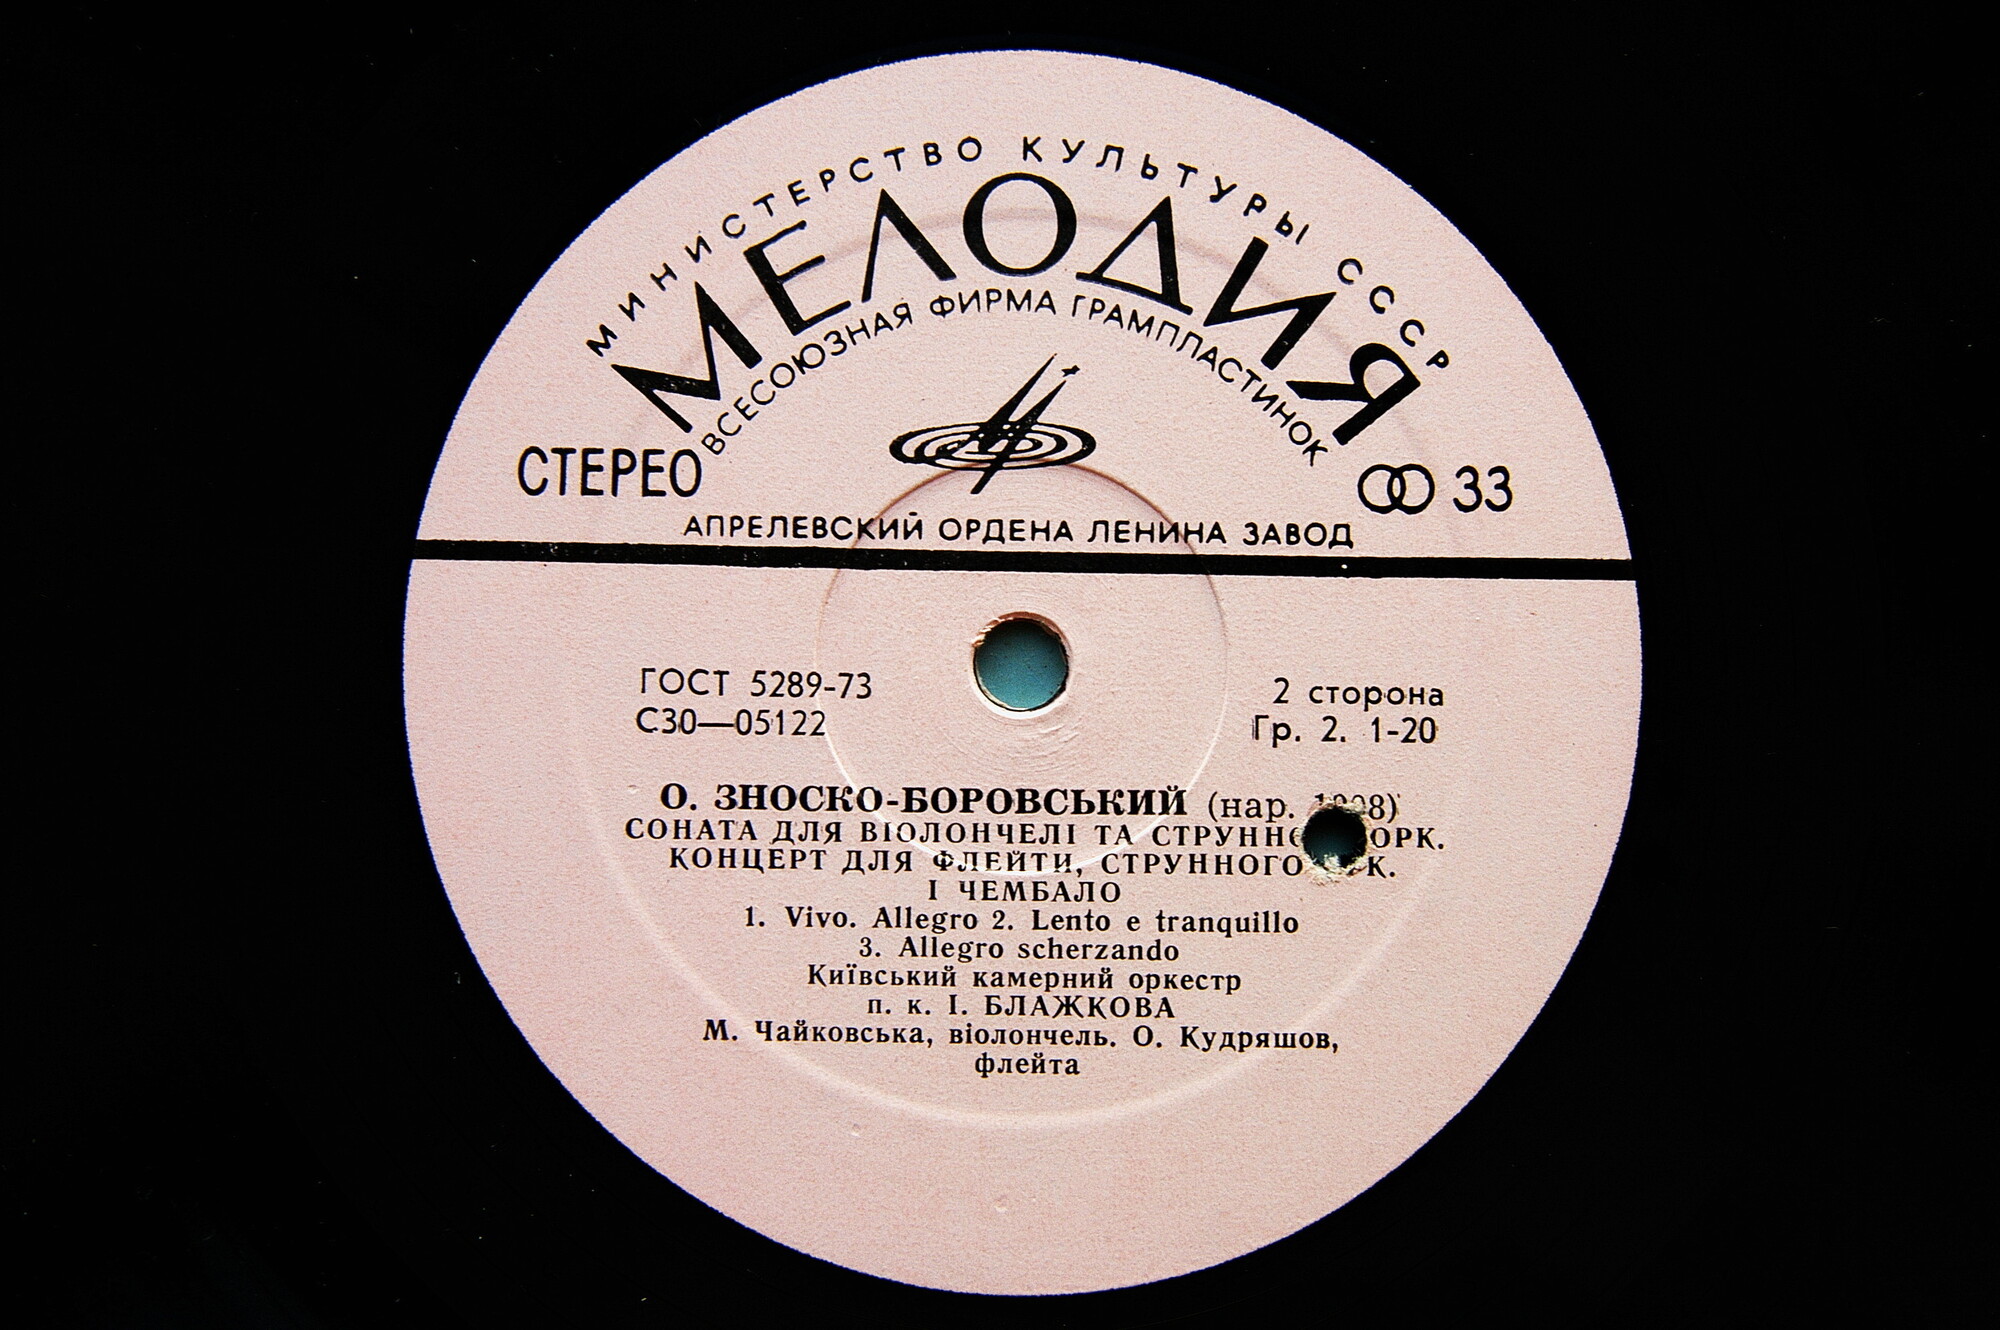 МИНИСТЕРСТВО КУЛЬТУРЫ СССР
МЕЛОДИЯ
ВСЕСОЮЗНАЯ ФИРМА ГРАМПЛАСТИНОК
СТЕРЕО
33
АПРЕЛЕВСКИЙ ОРДЕНА ЛЕНИНА ЗАВОД
ГОСТ 5289-73
2 сторона
С30—05122
Гр. 2. 1-20
О. ЗНОСКО-БОРОВСЬКИЙ (нар.
СОНАТА ДЛЯ ВІОЛОНЧЕЛІ ТА ОРК.
КОНЦЕРТ ДЛЯ ФЛЕЙТИ, СТРУННОГО
І ЧЕМБАЛО
1. Vivo. Allegro 2. Lento e tranquillo
3. Allegro scherzando
Київський камерний оркестр
п. к. І. БЛАЖКОВА
М. Чайковська, віолончель. О. Кудряшов,
флейта